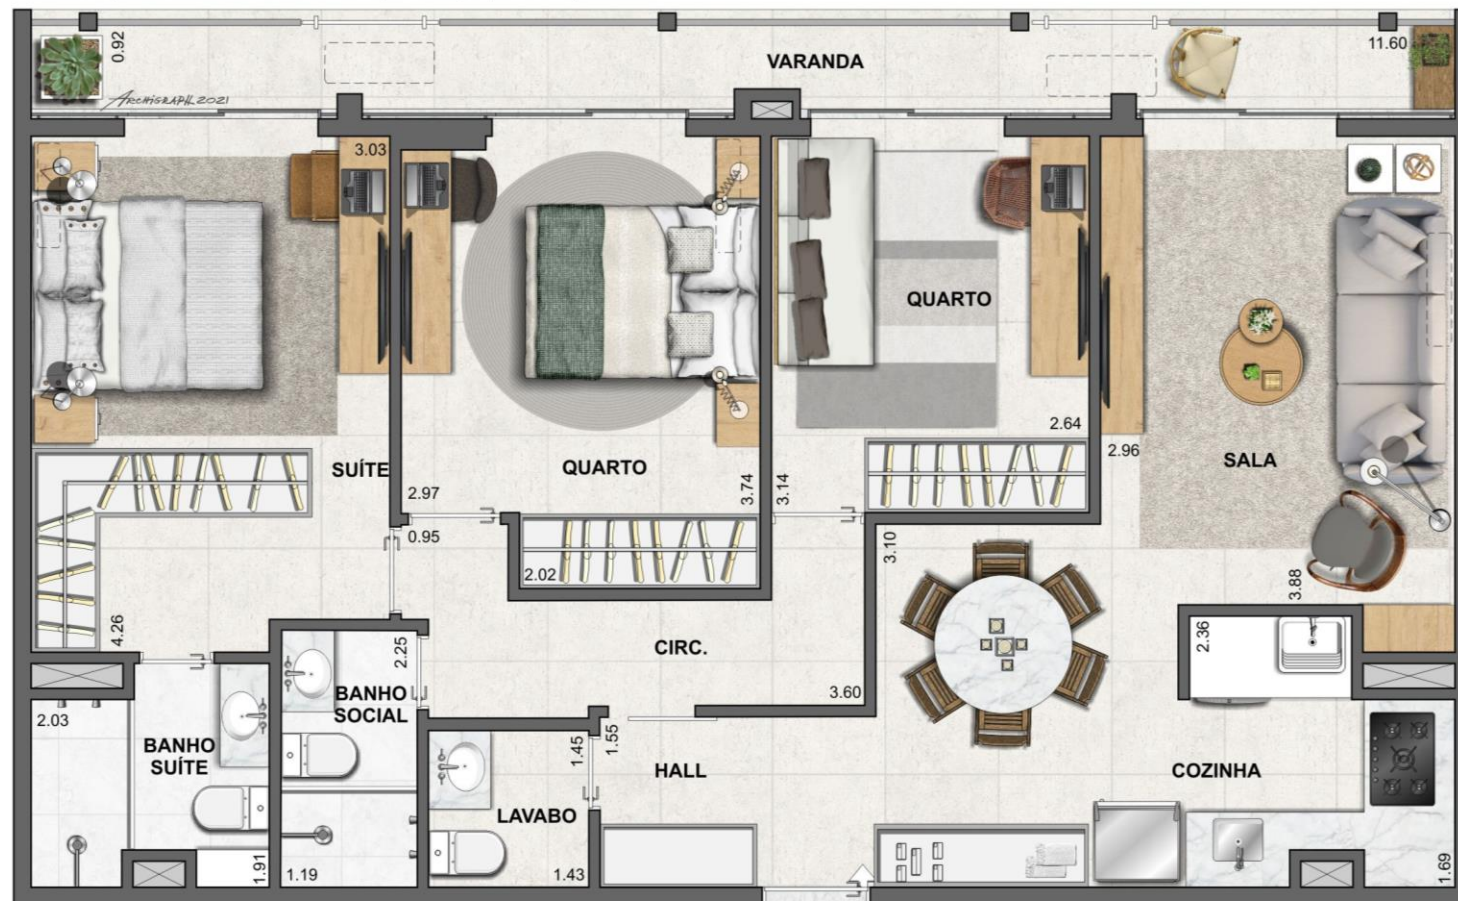 0.92
VARANDA
11.60
ARCHIGRAPH 2021
3.03
QUARTO
2.64
SUÍTE
QUARTO
2.97
3.74
3.14
2.96
SALA
0.95
2.02
3.10
3.88
4.26
2.25
CIRC.
2.36
BANHO
SOCIAL
3.60
2.03
BANHO
SUÍTE
1.45
1.55
HALL
COZINHA
LAVABO
1.91
1.19
1.43
1.69